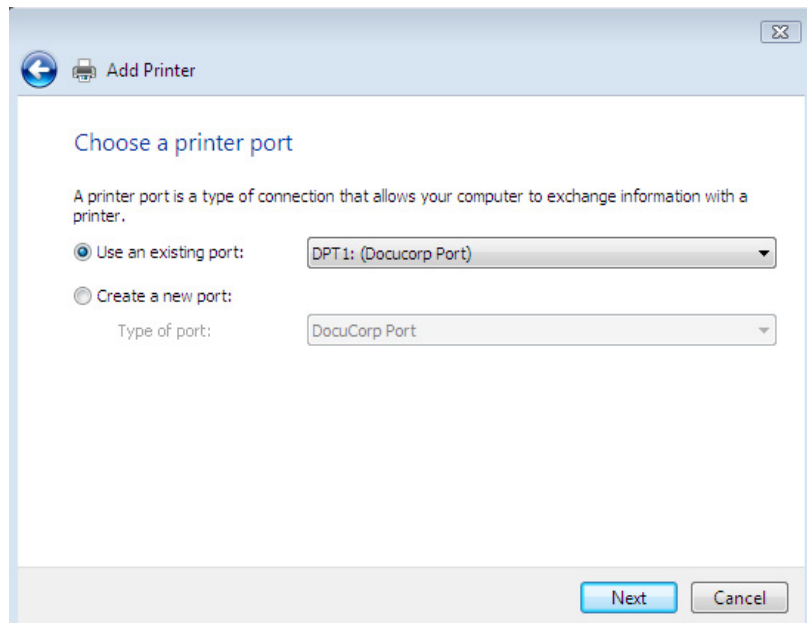 Add Printer
Choose a printer port
A printer port is a type of connection that allows your computer to exchange information with a
printer.
Use an existing port: DPT1: (Docucorp Port)
Create a new port:
Type of port: DocuCorp Port
Next Cancel